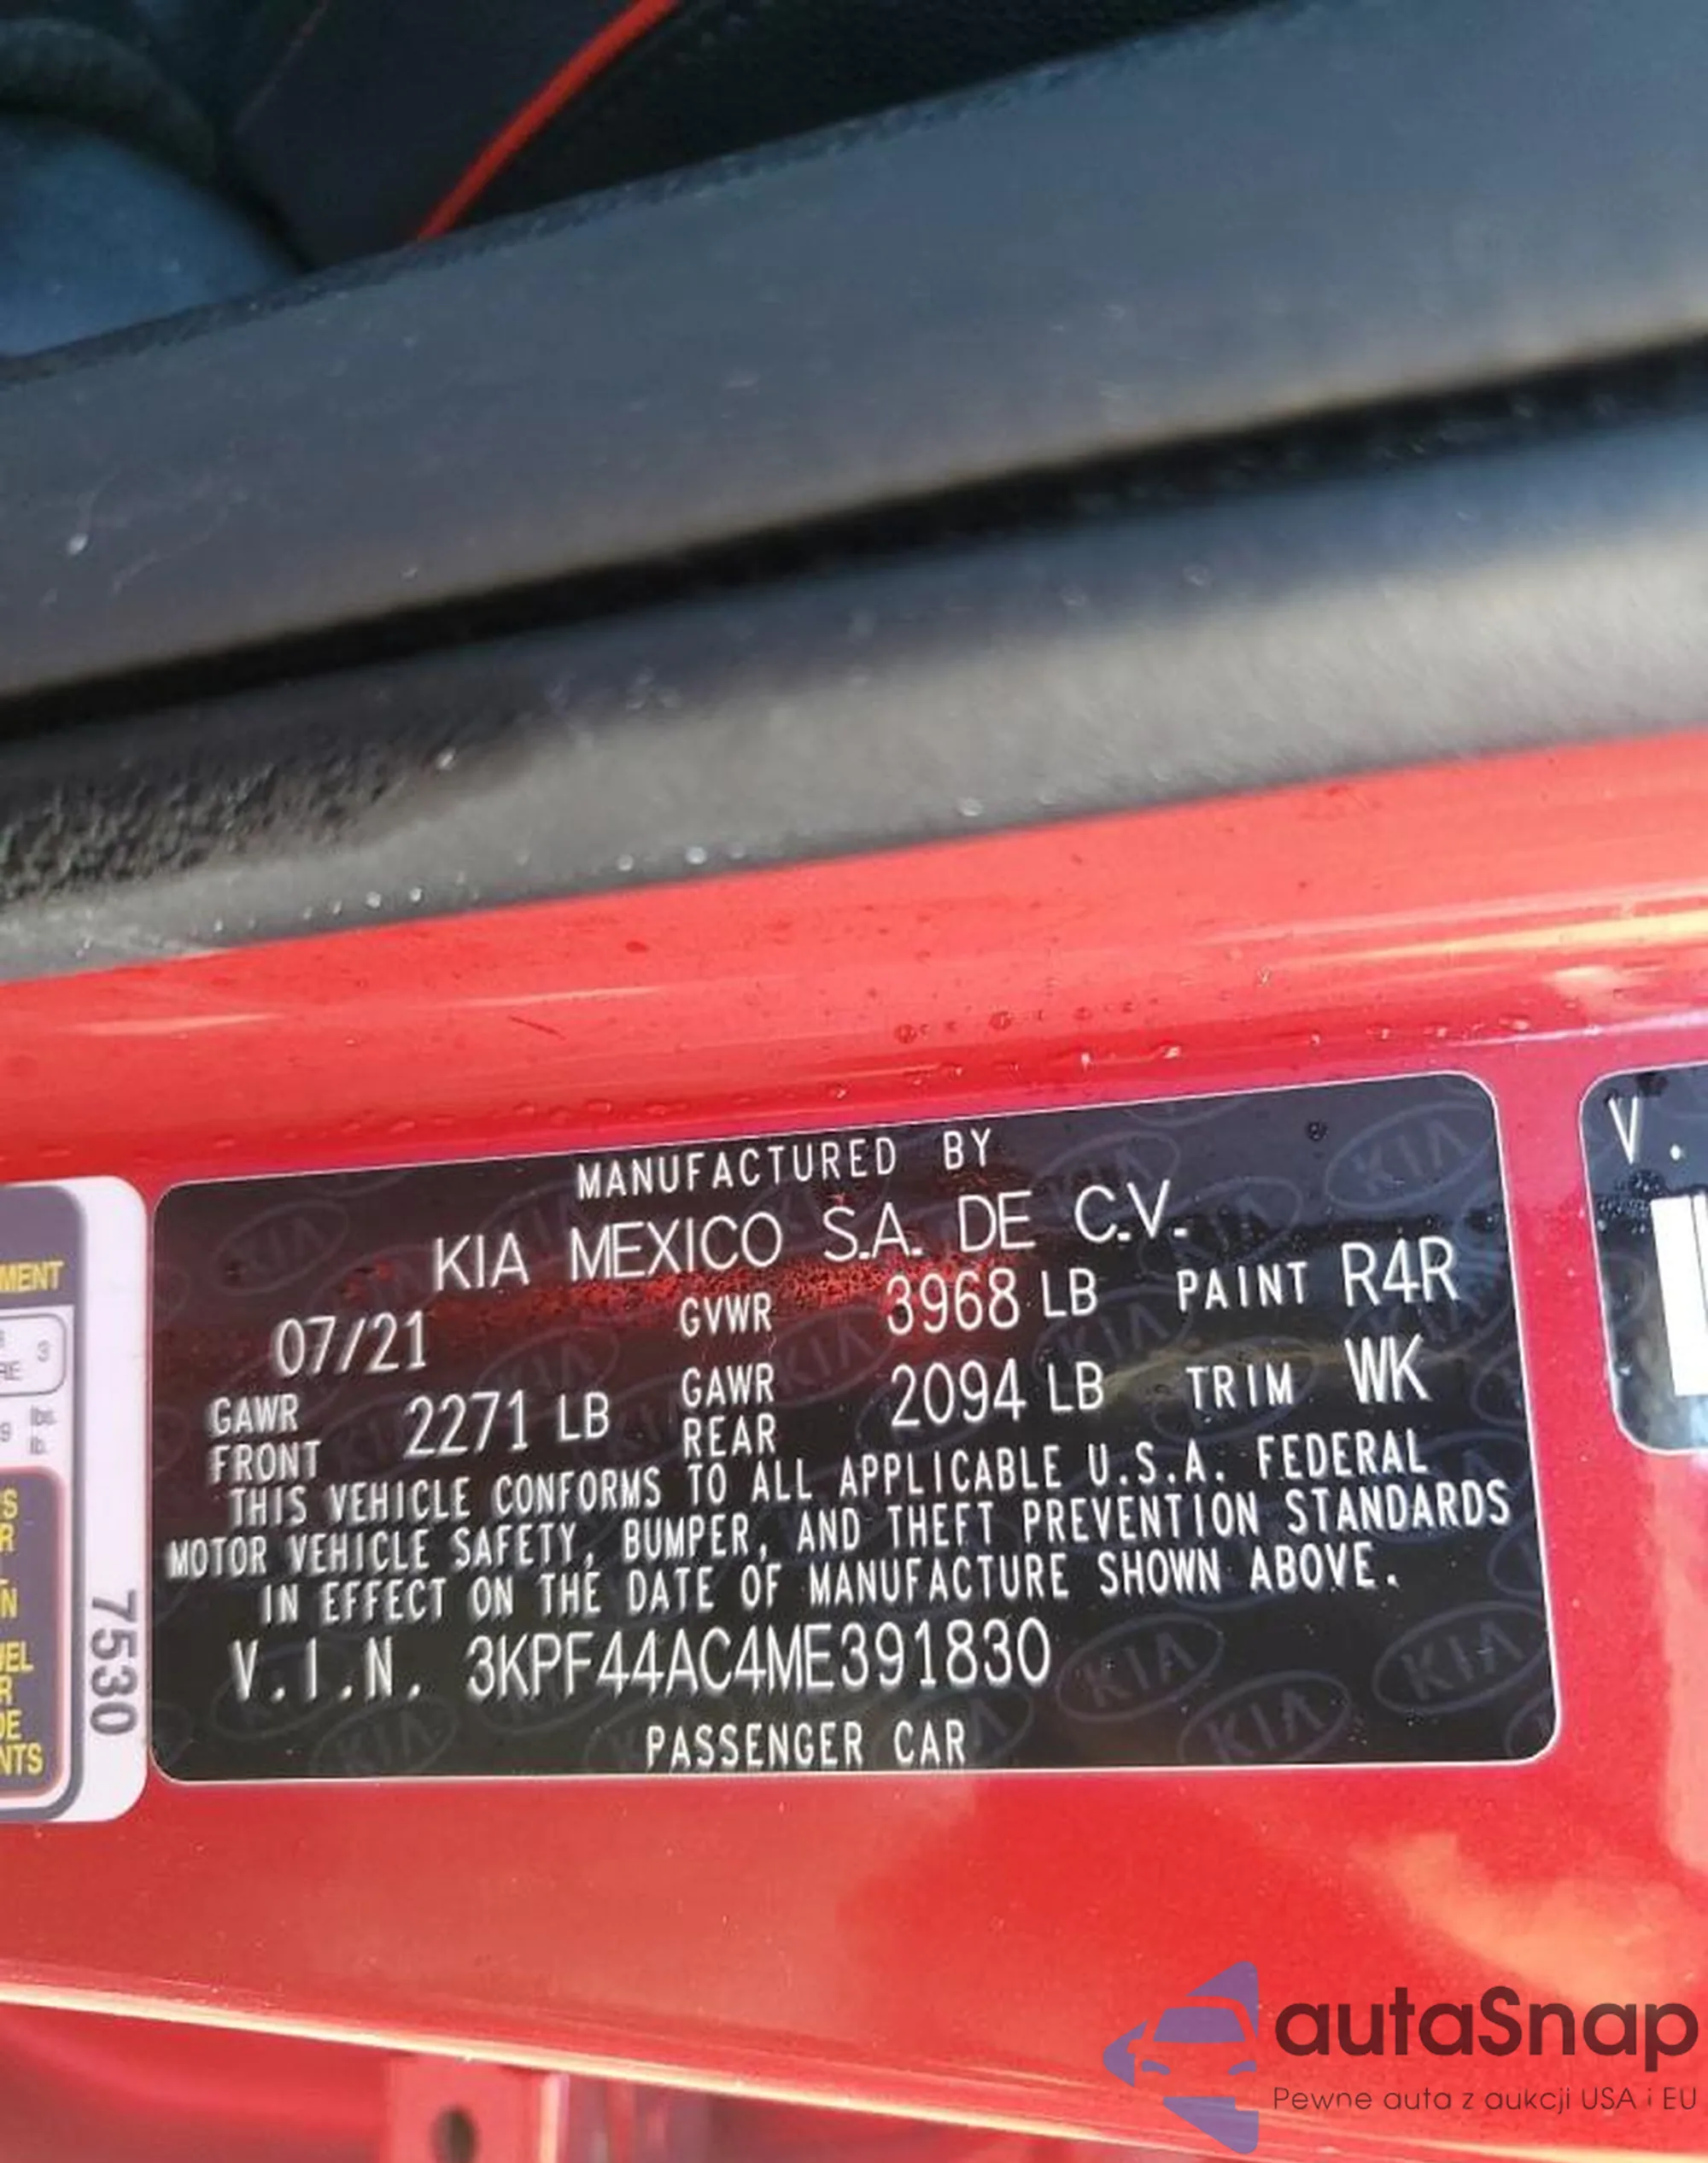 MANUFACTURED BY
KIA MEXICO S.A. DE C.V.
07/21 GVWR 3968 LB PAINT R4R
GAWR FRONT 2271 LB GAWR REAR 2094 LB TRIM WK
THIS VEHICLE CONFORMS TO ALL APPLICABLE U.S.A. FEDERAL
MOTOR VEHICLE SAFETY, BUMPER, AND THEFT PREVENTION STANDARDS
IN EFFECT ON THE DATE OF MANUFACTURE SHOWN ABOVE.
V.I.N. 3KPF44AC4ME391830
PASSENGER CAR
7530
V.
autaSnap
Pewne auta z aukcji USA i EU